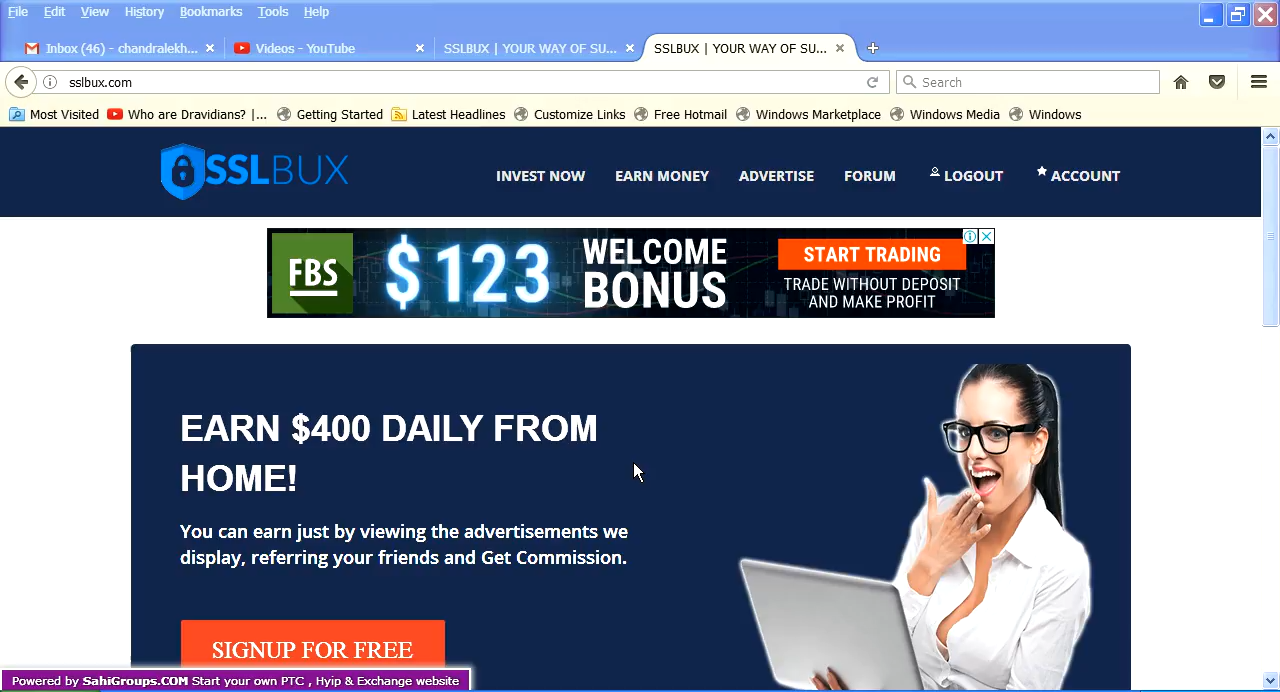 File Edit View History Bookmarks Tools Help
Inbox (46) - chandralekh... Videos - YouTube SSLBUX | YOUR WAY OF SU... SSLBUX | YOUR WAY OF SU...
sslbux.com Search
Most Visited Who are Dravidians? |... Getting Started Latest Headlines Customize Links Free Hotmail Windows Marketplace Windows Media Windows
SSLBUX INVEST NOW EARN MONEY ADVERTISE FORUM LOGOUT ACCOUNT
FBS $123 WELCOME BONUS START TRADING
TRADE WITHOUT DEPOSIT
AND MAKE PROFIT
EARN $400 DAILY FROM
HOME!
You can earn just by viewing the advertisements we
display, referring your friends and Get Commission.
SIGNUP FOR FREE
Powered by SahiGroups.COM Start your own PTC , Hyip & Exchange website